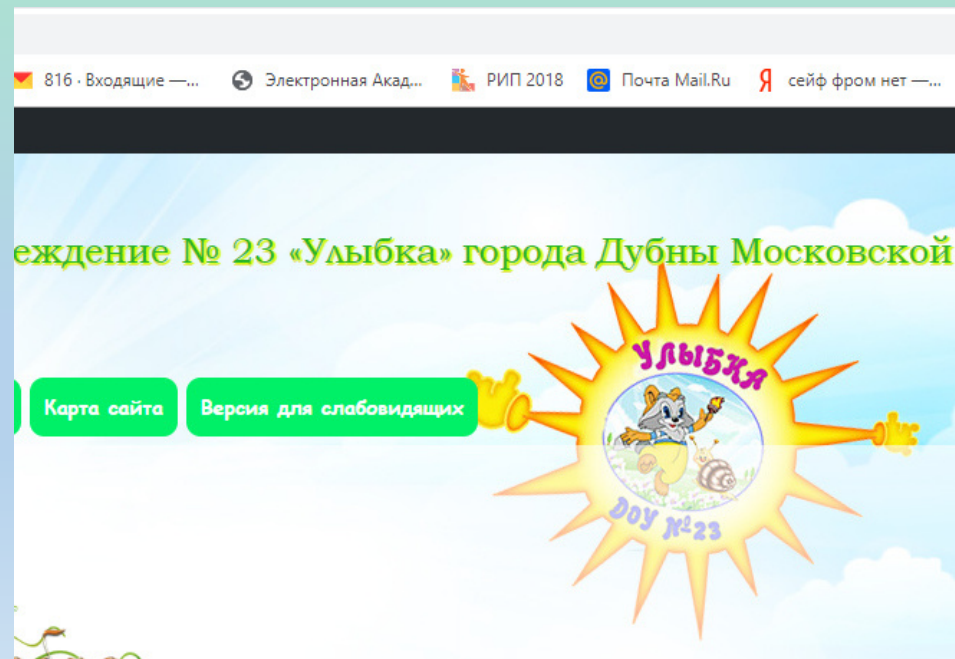 816 · Входящие —...
Электронная Акад...
РИП 2018
Почта Mail.Ru
сейф фром нет —...
еждение № 23 «Улыбка» города Дубны Московской
УЛЫБКА
Карта сайта
Версия для слабовидящих
ДОУ №23